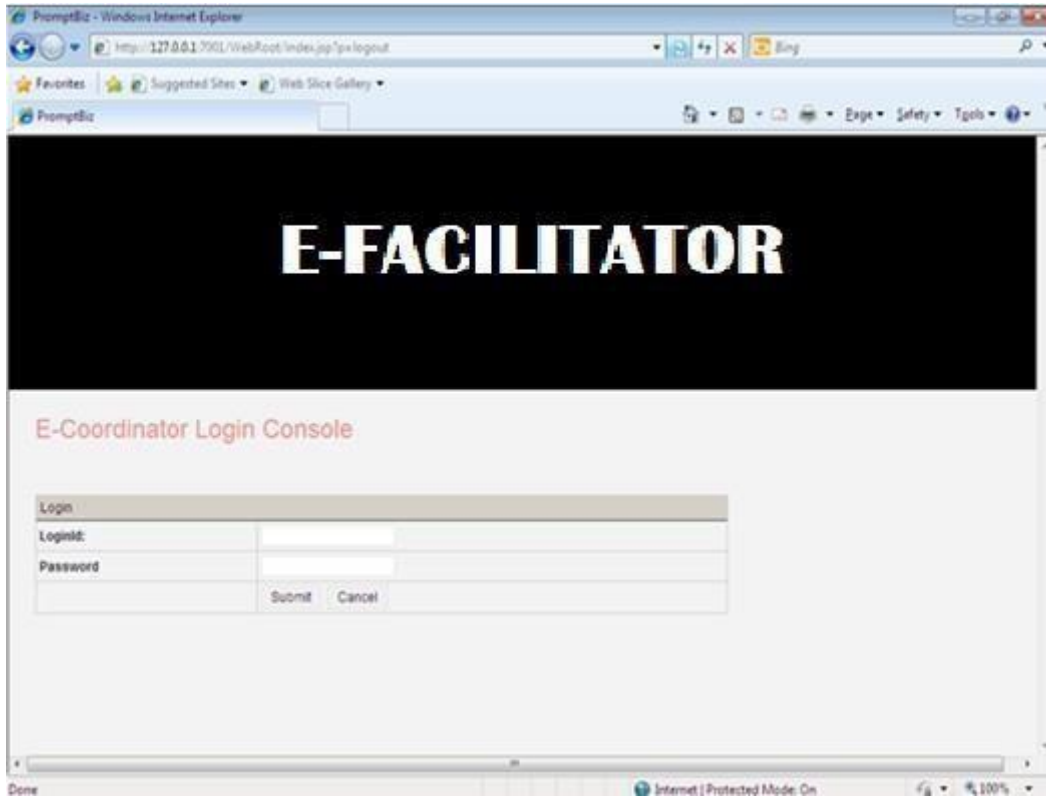 PromptBiz - Windows Internet Explorer
http://127.0.0.1:7001/WebRoot/index.jsp?p=logout
Bing
Favorites Suggested Sites Web Slice Gallery
PromptBiz
Page Safety Tools
E-FACILITATOR
E-Coordinator Login Console
Login
LoginId:
Password
Submit Cancel
Done
Internet | Protected Mode: On
100%